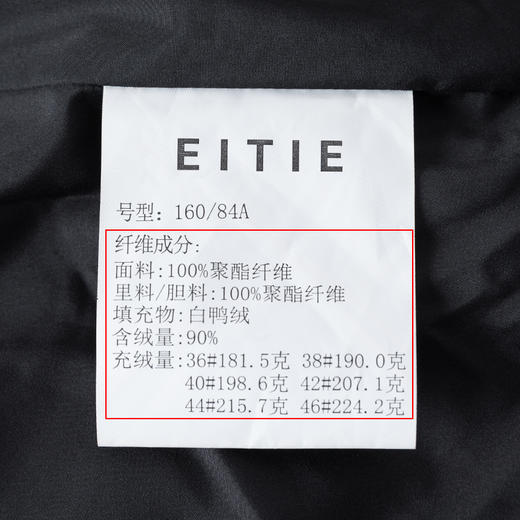 EITIE
号型: 160/84A
纤维成分:
面料:100%聚酯纤维
里料/胆料:100%聚酯纤维
填充物:白鸭绒
含绒量:90%
充绒量:36#181.5克 38#190.0克
40#198.6克 42#207.1克
44#215.7克 46#224.2克